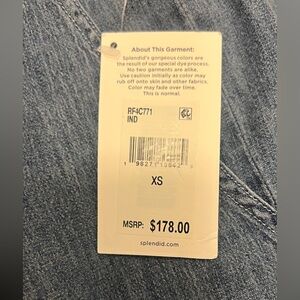 About This Garment:
Splendid's gorgeous colors are
the result of our special dye process.
No two garments are alike.
Use caution initially as color may
rub off onto skin and other fabrics.
Color may fade over time.
This is normal.
RF4C771
IND
XS
MSRP: $178.00
splendid.com